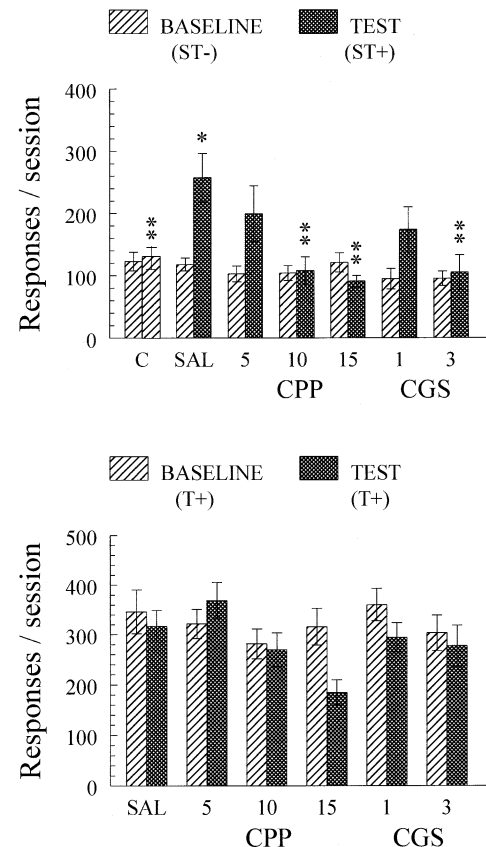 BASELINE TEST
(ST-) (ST+)
Responses / session
400
300
200
100
0
*
**
**
**
**
C SAL 5 10 15 1 3
CPP CGS
BASELINE TEST
(T+) (T+)
Responses / session
500
400
300
200
100
0
SAL 5 10 15 1 3
CPP CGS